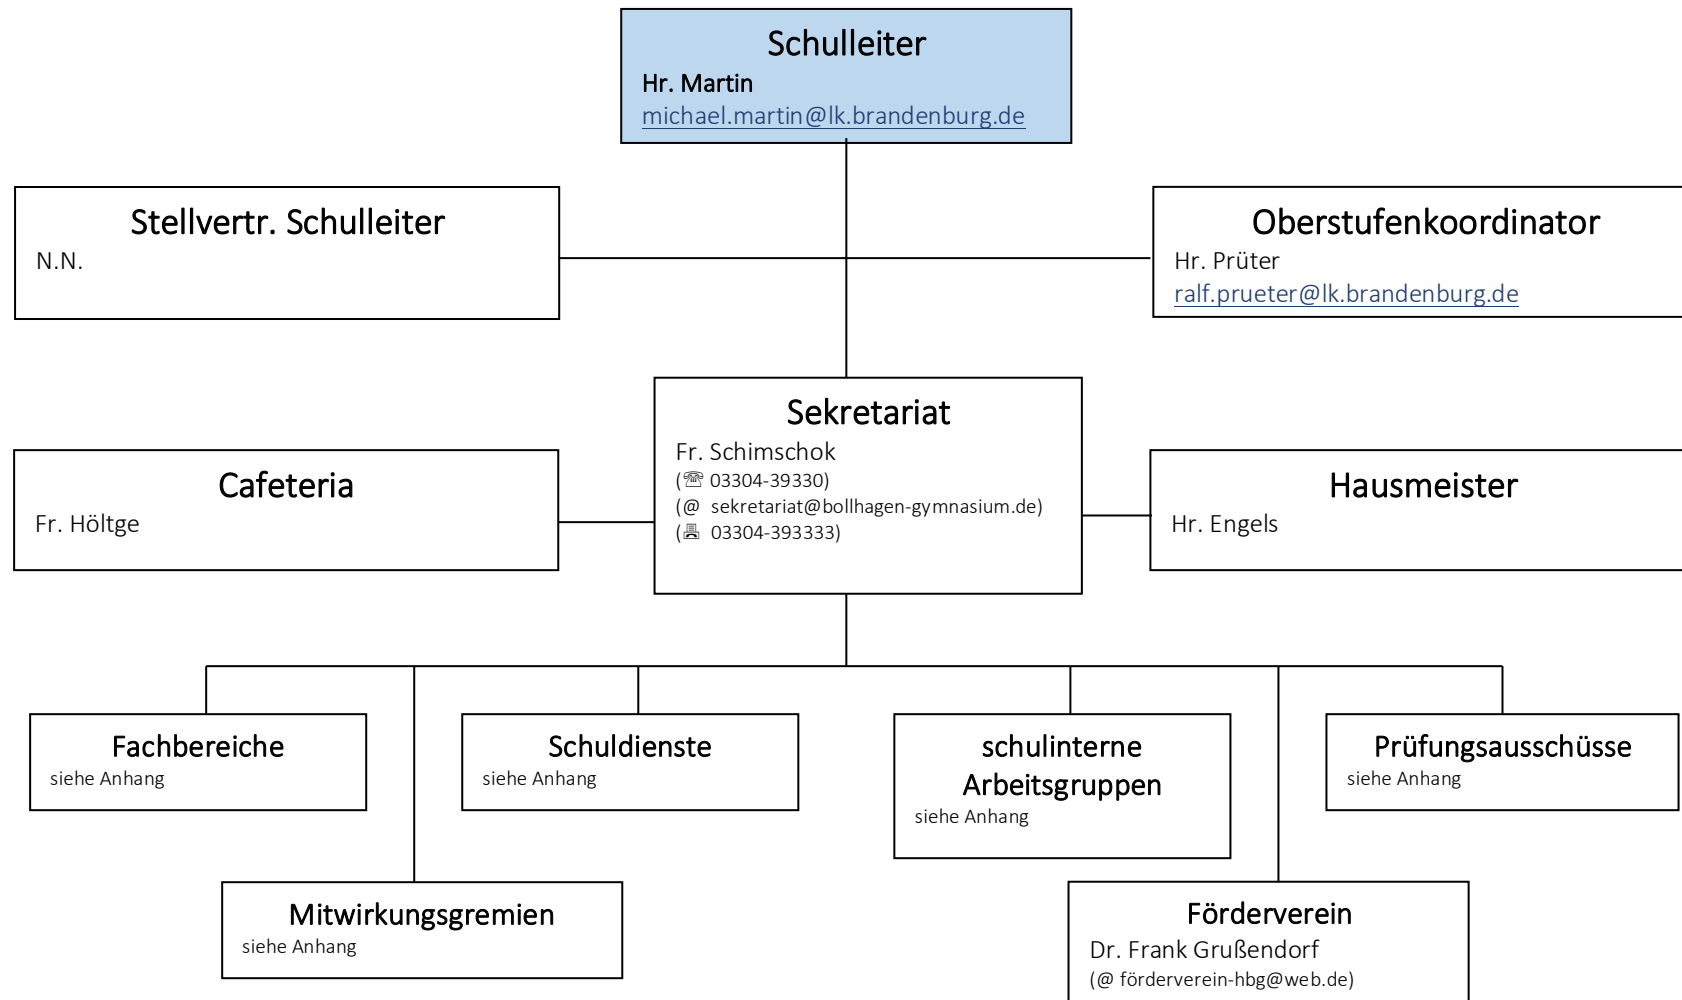 Schulleiter
Hr. Martin
michael.martin@lk.brandenburg.de
Stellvertr. Schulleiter
N.N.
Oberstufenkoordinator
Hr. Prüter
ralf.prueter@lk.brandenburg.de
Sekretariat
Fr. Schimschok
(☏ 03304-39330)
(@ sekretariat@bollhagen-gymnasium.de)
(🖷 03304-393333)
Cafeteria
Fr. Höltge
Hausmeister
Hr. Engels
Fachbereiche
siehe Anhang
Schuldienste
siehe Anhang
schulinterne
Arbeitsgruppen
siehe Anhang
Prüfungsausschüsse
siehe Anhang
Mitwirkungsgremien
siehe Anhang
Förderverein
Dr. Frank Grußendorf
(@ förderverein-hbg@web.de)